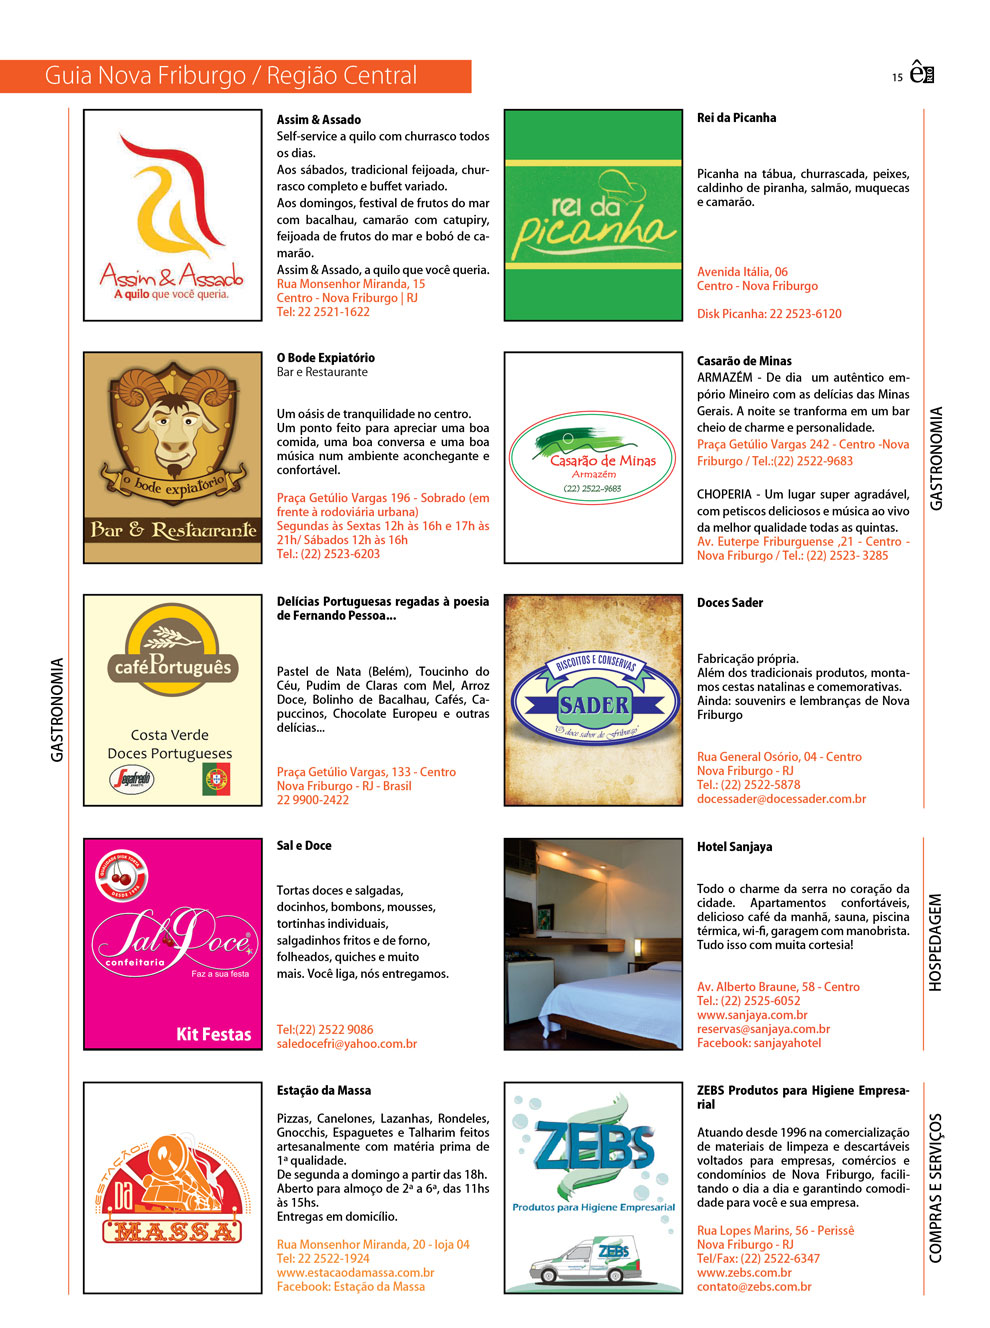 Guia Nova Friburgo / Região Central
15
Assim & Assado
A quilo que você queria.
Assim & Assado
Self-service a quilo com churrasco todos
os dias.
Aos sábados, tradicional feijoada, chur-
rasco completo e buffet variado.
Aos domingos, festival de frutos do mar
com bacalhau, camarão com catupiry,
feijoada de frutos do mar e bobó de ca-
marão.
Assim & Assado, a quilo que você queria.
Rua Monsenhor Miranda, 15
Centro - Nova Friburgo | RJ
Tel: 22 2521-1622
rei da
picanha
Rei da Picanha
Picanha na tábua, churrascada, peixes,
caldinho de piranha, salmão, muquecas
e camarão.
Avenida Itália, 06
Centro - Nova Friburgo
Disk Picanha: 22 2523-6120
o bode expiatório
Bar & Restaurante
O Bode Expiatório
Bar e Restaurante
Um oásis de tranquilidade no centro.
Um ponto feito para apreciar uma boa
comida, uma boa conversa e uma boa
música num ambiente aconchegante e
confortável.
Praça Getúlio Vargas 196 - Sobrado (em
frente à rodoviária urbana)
Segundas às Sextas 12h às 16h e 17h às
21h/ Sábados 12h às 16h
Tel.: (22) 2523-6203
Casarão de Minas
Armazém
(22) 2522-9683
Casarão de Minas
ARMAZÉM - De dia um autêntico em-
pório Mineiro com as delícias das Minas
Gerais. A noite se tranforma em um bar
cheio de charme e personalidade.
Praça Getúlio Vargas 242 - Centro -Nova
Friburgo / Tel.:(22) 2522-9683
CHOPERIA - Um lugar super agradável,
com petiscos deliciosos e música ao vivo
da melhor qualidade todas as quintas.
Av. Euterpe Friburguense ,21 - Centro -
Nova Friburgo / Tel.: (22) 2523- 3285
GASTRONOMIA
GASTRONOMIA
caféPortuguês
Costa Verde
Doces Portugueses
Segafredo
Delícias Portuguesas regadas à poesia
de Fernando Pessoa...
Pastel de Nata (Belém), Toucinho do
Céu, Pudim de Claras com Mel, Arroz
Doce, Bolinho de Bacalhau, Cafés, Ca-
puccinos, Chocolate Europeu e outras
delícias...
Praça Getúlio Vargas, 133 - Centro
Nova Friburgo - RJ - Brasil
22 9900-2422
BISCOITOS E CONSERVAS
SADER
"O doce sabor de Friburgo"
Doces Sader
Fabricação própria.
Além dos tradicionais produtos, monta-
mos cestas natalinas e comemorativas.
Ainda: souvenirs e lembranças de Nova
Friburgo
Rua General Osório, 04 - Centro
Nova Friburgo - RJ
Tel.: (22) 2522-5878
docessader@docessader.com.br
DESDE 1986
Sal Doce
confeitaria
Faz a sua festa
Kit Festas
Sal e Doce
Tortas doces e salgadas,
docinhos, bombons, mousses,
tortinhas individuais,
salgadinhos fritos e de forno,
folheados, quiches e muito
mais. Você liga, nós entregamos.
Tel:(22) 2522 9086
saledocefri@yahoo.com.br
Hotel Sanjaya
Todo o charme da serra no coração da
cidade. Apartamentos confortáveis,
delicioso café da manhã, sauna, piscina
térmica, wi-fi, garagem com manobrista.
Tudo isso com muita cortesia!
Av. Alberto Braune, 58 - Centro
Tel.: (22) 2525-6052
www.sanjaya.com.br
reservas@sanjaya.com.br
Facebook: sanjayahotel
HOSPEDAGEM
ESTAÇÃO
DA
MASSA
Estação da Massa
Pizzas, Canelones, Lazanhas, Rondeles,
Gnocchis, Espaguetes e Talharim feitos
artesanalmente com matéria prima de
1ª qualidade.
De segunda a domingo a partir das 18h.
Aberto para almoço de 2ª a 6ª, das 11hs
às 15hs.
Entregas em domicílio.
Rua Monsenhor Miranda, 20 - loja 04
Tel: 22 2522-1924
www.estacaodamassa.com.br
Facebook: Estação da Massa
ZEBS
Produtos para Higiene Empresarial
ZEBS
ZEBS Produtos para Higiene Empresa-
rial
Atuando desde 1996 na comercialização
de materiais de limpeza e descartáveis
voltados para empresas, comércios e
condomínios de Nova Friburgo, facili-
tando o dia a dia e garantindo comodi-
dade para você e sua empresa.
Rua Lopes Marins, 56 - Perissê
Nova Friburgo - RJ
Tel/Fax: (22) 2522-6347
www.zebs.com.br
contato@zebs.com.br
COMPRAS E SERVIÇOS